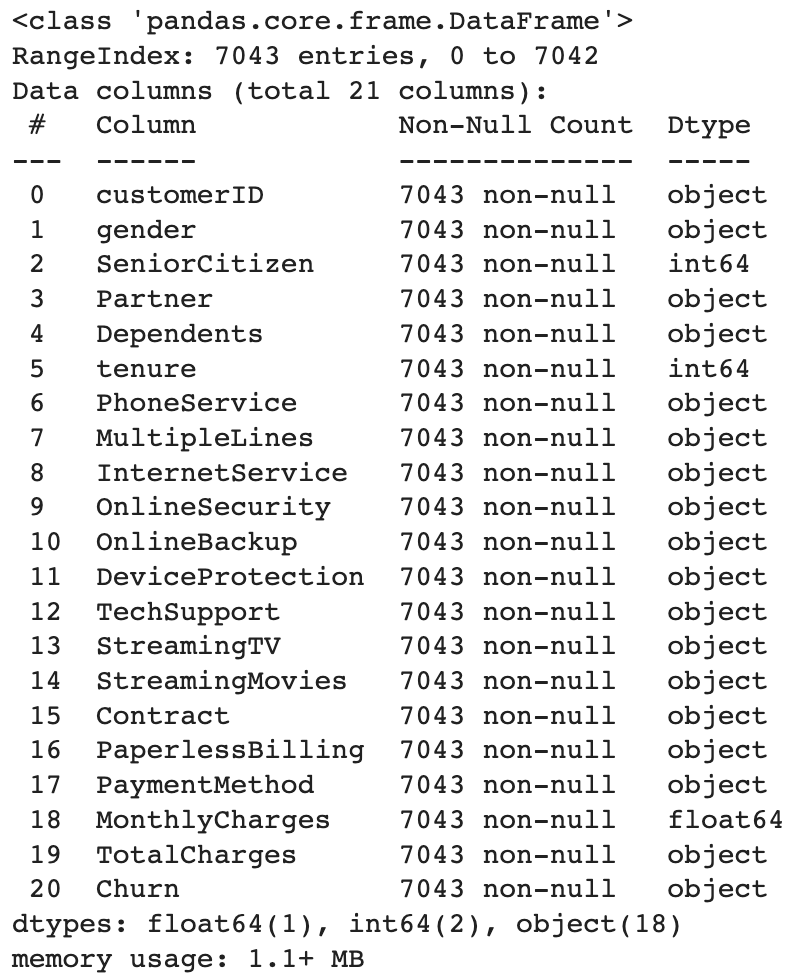 <class 'pandas.core.frame.DataFrame'>
RangeIndex: 7043 entries, 0 to 7042
Data columns (total 21 columns):
 #   Column            Non-Null Count  Dtype
---  ------            --------------  -----
 0   customerID        7043 non-null   object
 1   gender            7043 non-null   object
 2   SeniorCitizen     7043 non-null   int64
 3   Partner           7043 non-null   object
 4   Dependents        7043 non-null   object
 5   tenure            7043 non-null   int64
 6   PhoneService      7043 non-null   object
 7   MultipleLines     7043 non-null   object
 8   InternetService   7043 non-null   object
 9   OnlineSecurity    7043 non-null   object
 10  OnlineBackup      7043 non-null   object
 11  DeviceProtection  7043 non-null   object
 12  TechSupport       7043 non-null   object
 13  StreamingTV       7043 non-null   object
 14  StreamingMovies   7043 non-null   object
 15  Contract          7043 non-null   object
 16  PaperlessBilling  7043 non-null   object
 17  PaymentMethod     7043 non-null   object
 18  MonthlyCharges    7043 non-null   float64
 19  TotalCharges      7043 non-null   object
 20  Churn             7043 non-null   object
dtypes: float64(1), int64(2), object(18)
memory usage: 1.1+ MB